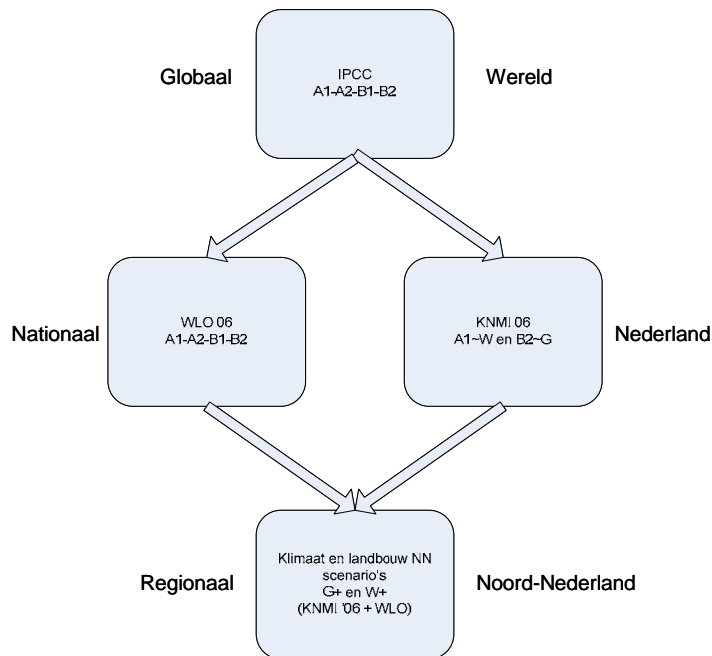 Globaal
IPCC
A1-A2-B1-B2
Wereld
Nationaal
WLO 06
A1-A2-B1-B2
KNMI 06
A1~W en B2~G
Nederland
Regionaal
Klimaat en landbouw NN
scenario's
G+ en W+
(KNMI '06 + WLO)
Noord-Nederland